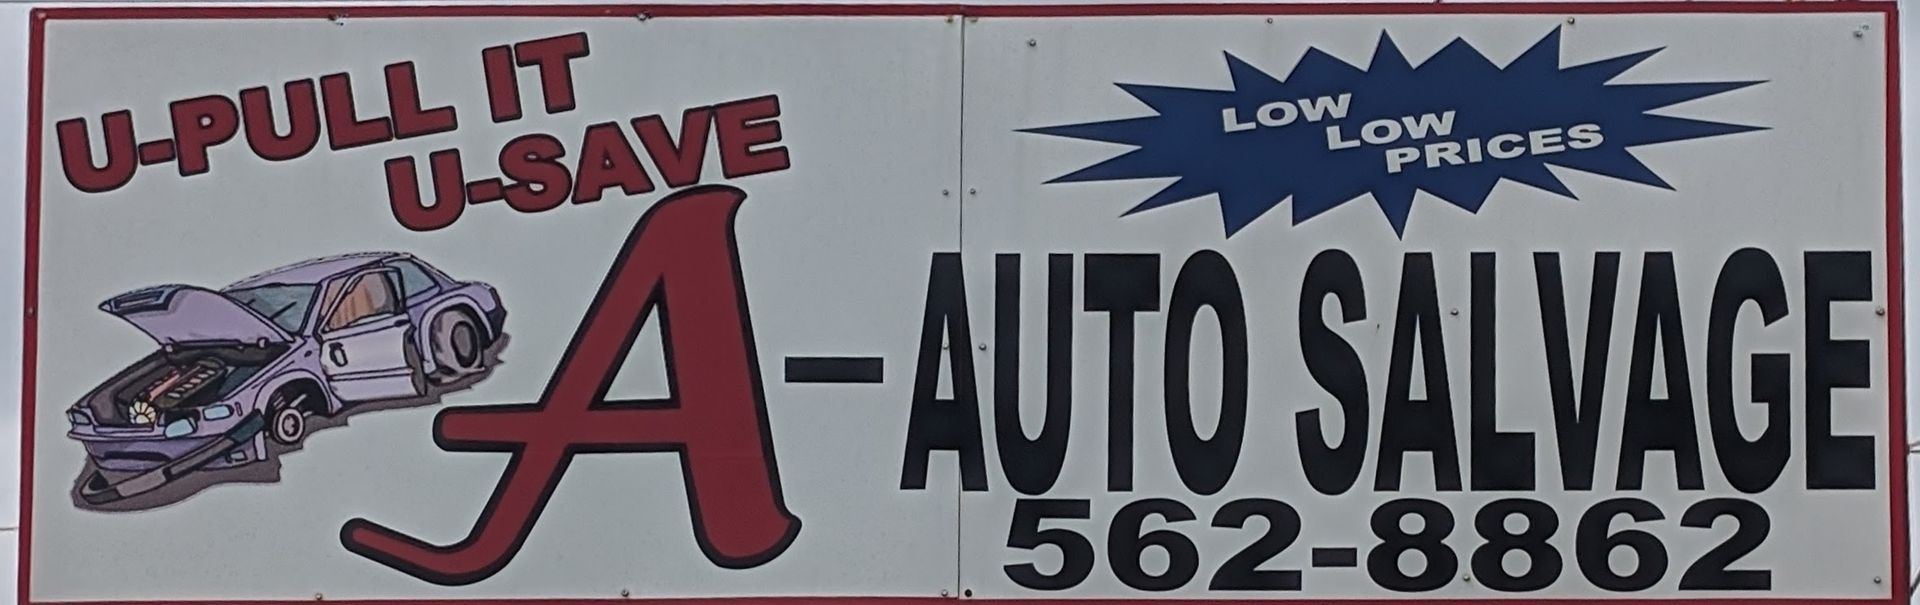 U-PULL IT
U-SAVE
LOW
LOW
PRICES
A-AUTO SALVAGE
562-8862